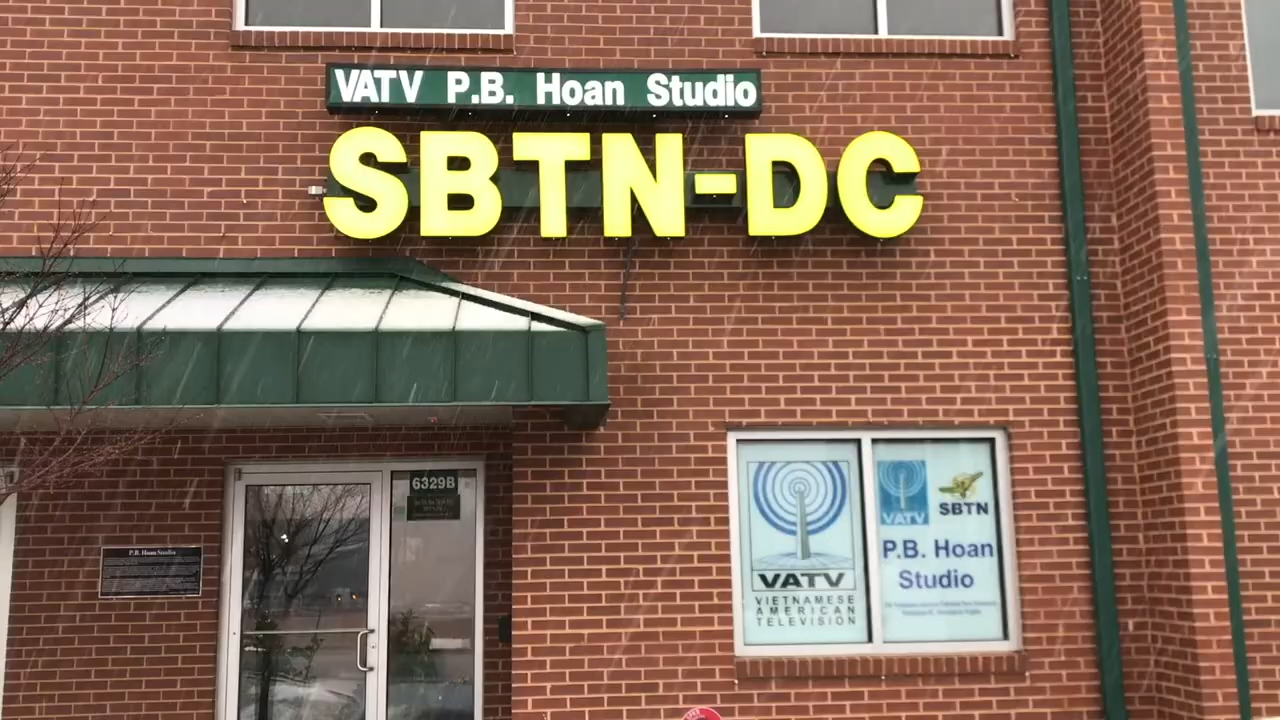 VATV P.B. Hoan Studio
SBTN-DC
6329B
P.B. Hoan Studio
VATV
VIETNAMESE
AMERICAN
TELEVISION
VATV
SBTN
P.B. Hoan
Studio